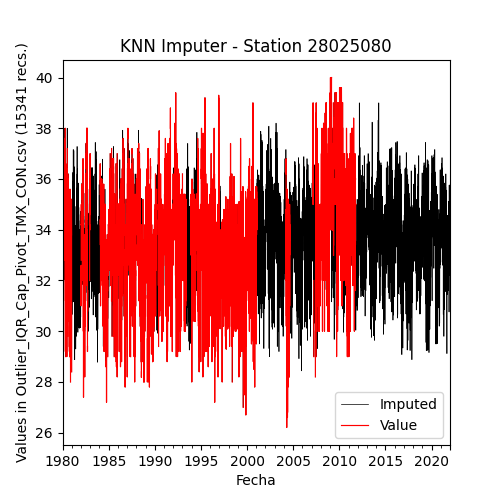 KNN Imputer - Station 28025080
Values in Outlier_IQR_Cap_Pivot_TMX_CON.csv (15341 recs.)
40
38
36
34
32
30
28
26
1980 1985 1990 1995 2000 2005 2010 2015 2020
Fecha
Imputed
Value